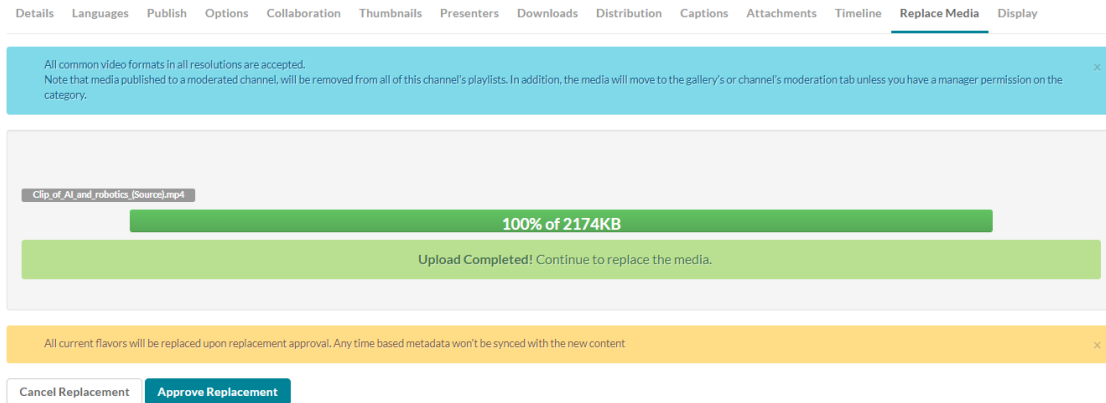 Details Languages Publish Options Collaboration Thumbnails Presenters Downloads Distribution Captions Attachments Timeline Replace Media Display
All common video formats in all resolutions are accepted.
Note that media published to a moderated channel, will be removed from all of this channel's playlists. In addition, the media will move to the gallery's or channel's moderation tab unless you have a manager permission on the
category.
×
Clip_of_AI_and_robotics_(Source).mp4
100% of 2174KB
Upload Completed! Continue to replace the media.
All current flavors will be replaced upon replacement approval. Any time based metadata won't be synced with the new content
×
Cancel Replacement Approve Replacement